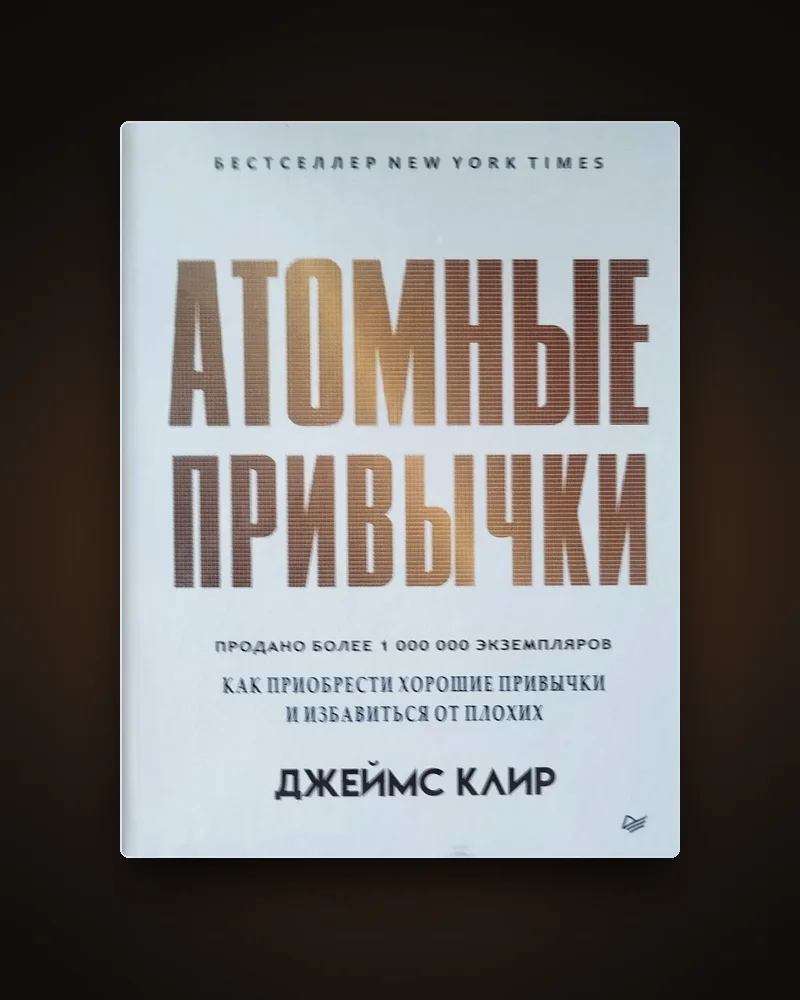 БЕСТСЕЛЛЕР NEW YORK TIMES
АТОМНЫЕ
ПРИВЫЧКИ
ПРОДАНО БОЛЕЕ 1 000 000 ЭКЗЕМПЛЯРОВ
КАК ПРИОБРЕСТИ ХОРОШИЕ ПРИВЫЧКИ
И ИЗБАВИТЬСЯ ОТ ПЛОХИХ
ДЖЕЙМС КЛИР